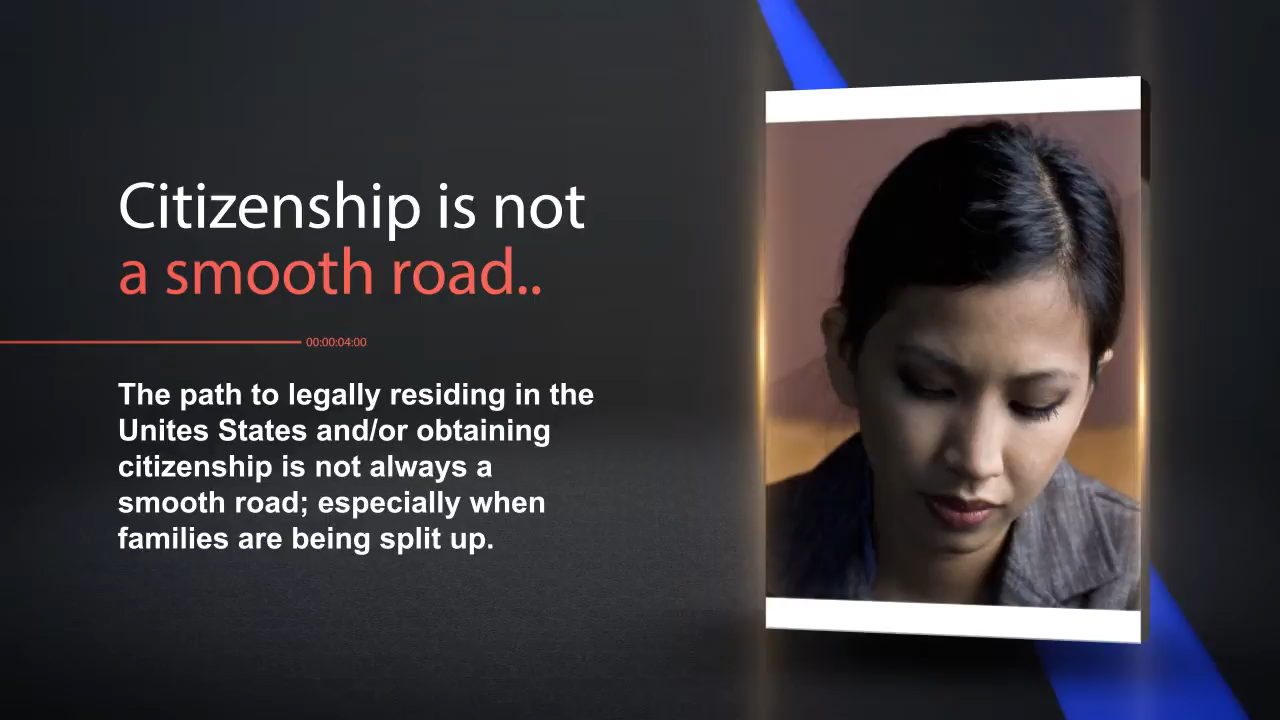 Citizenship is not
a smooth road..
00:00:04:00
The path to legally residing in the
Unites States and/or obtaining
citizenship is not always a
smooth road; especially when
families are being split up.